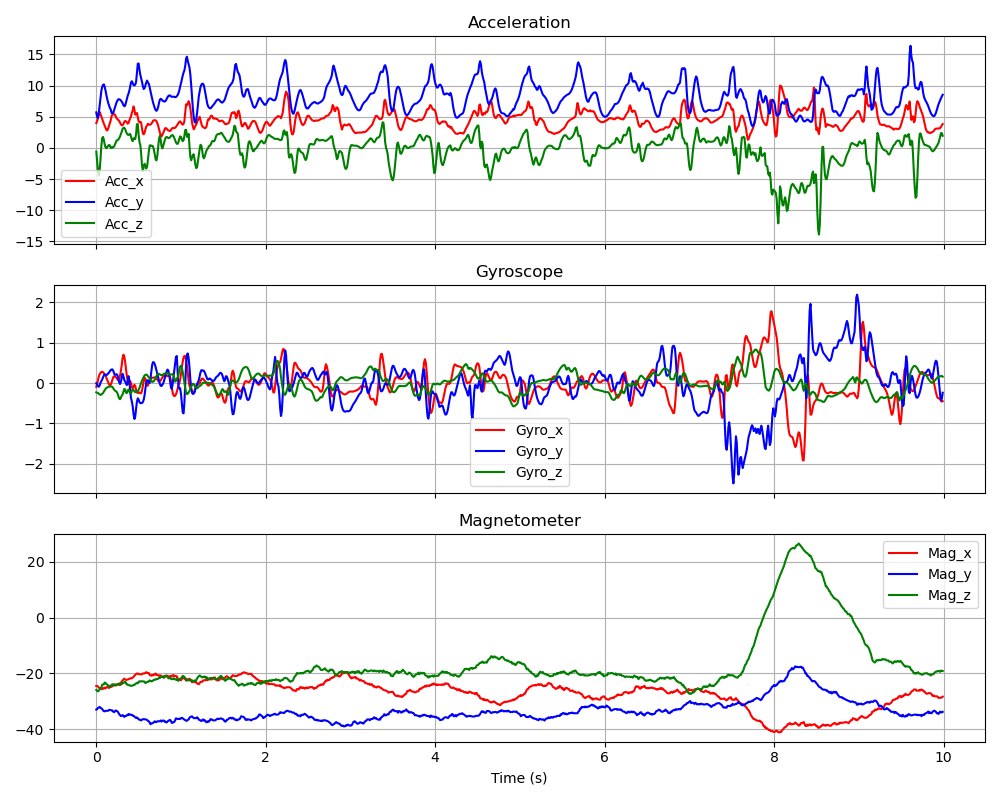 Acceleration
15
10
5
0
−5
−10
−15
Acc_x
Acc_y
Acc_z
Gyroscope
2
1
0
−1
−2
Gyro_x
Gyro_y
Gyro_z
Magnetometer
20
0
−20
−40
Mag_x
Mag_y
Mag_z
0 2 4 6 8 10
Time (s)